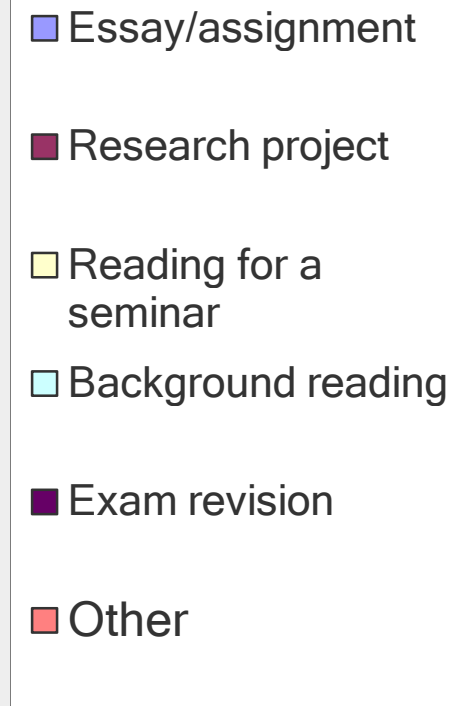 Essay/assignment
Research project
Reading for a
seminar
Background reading
Exam revision
Other